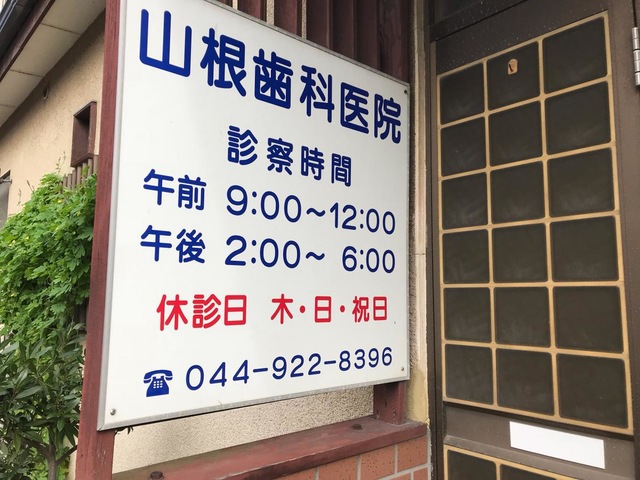 山根歯科医院
診察時間
午前 9:00～12:00
午後 2:00～ 6:00
休診日 木・日・祝日
☎ 044-922-8396